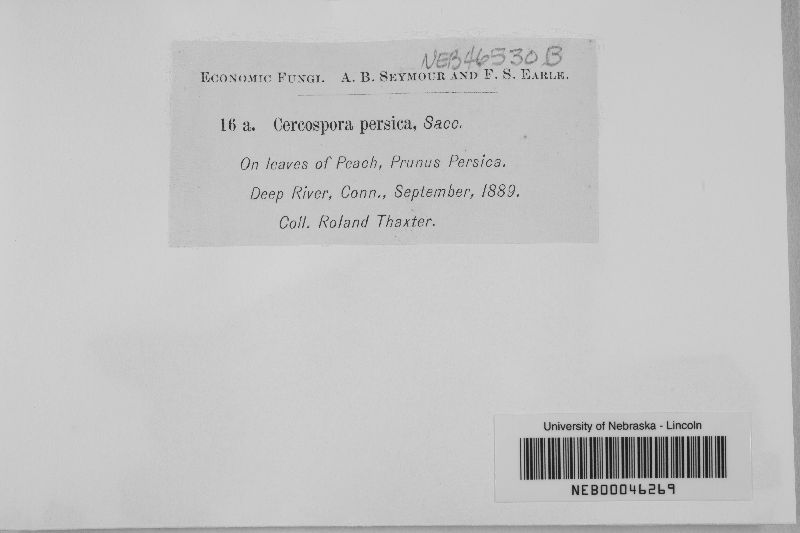 NEB46530B
Economic Fungi. A. B. Seymour and F. S. Earle.
16 a. Cercospora persica, Sacc.
On leaves of Peach, Prunus Persica.
Deep River, Conn., September, 1889.
Coll. Roland Thaxter.
University of Nebraska - Lincoln
NEB00046269